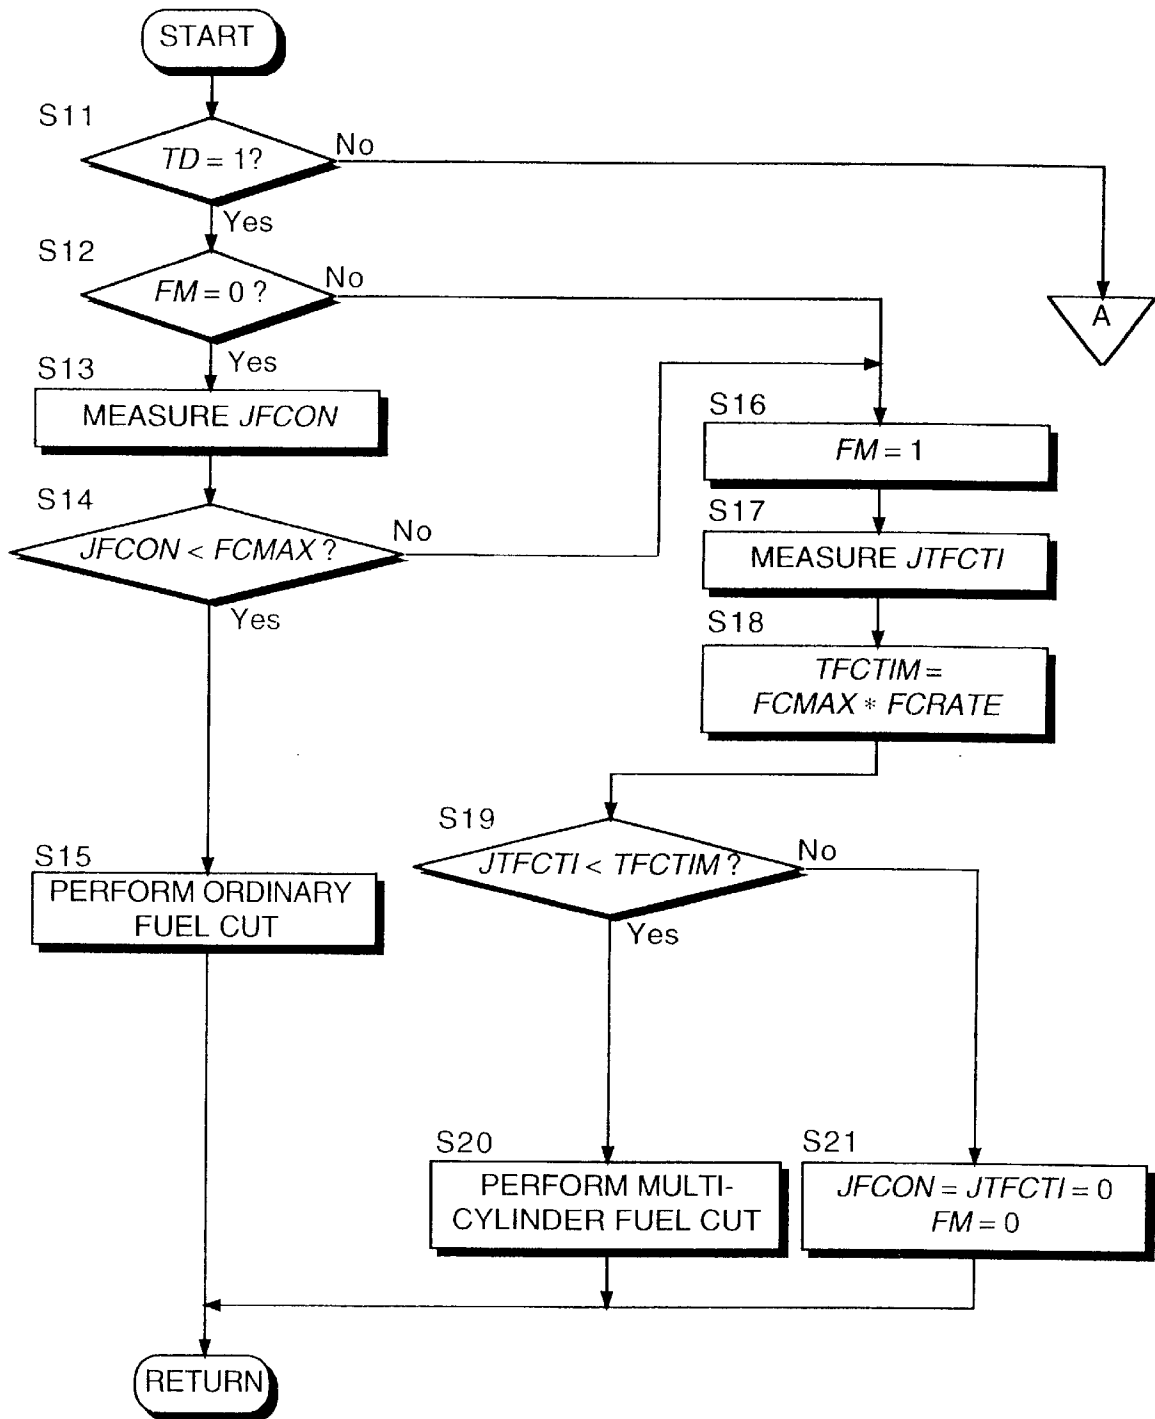 START
S11
TD = 1?
No
Yes
S12
FM = 0 ?
No
Yes
S13
MEASURE JFCON
S14
JFCON < FCMAX ?
No
Yes
S15
PERFORM ORDINARY
FUEL CUT
A
S16
FM = 1
S17
MEASURE JTFCTI
S18
TFCTIM =
FCMAX * FCRATE
S19
JTFCTI < TFCTIM ?
No
Yes
S20
PERFORM MULTI-
CYLINDER FUEL CUT
S21
JFCON = JTFCTI = 0
FM = 0
RETURN